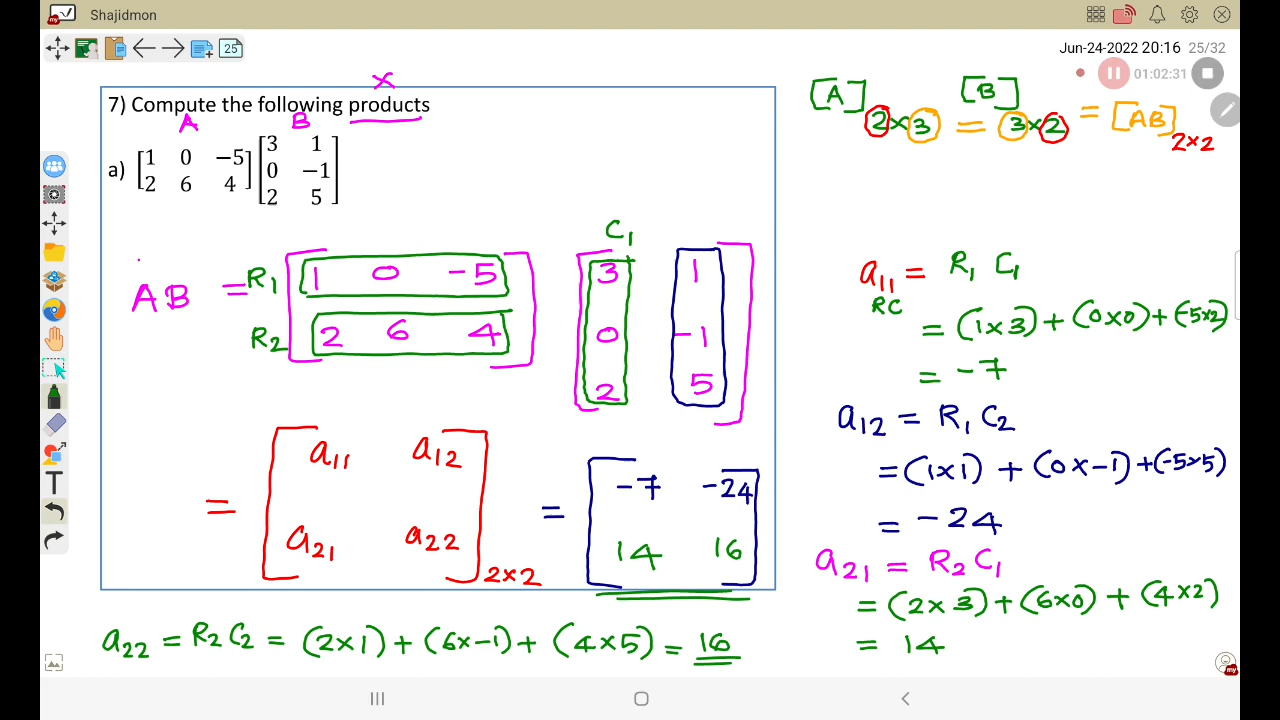 Shajidmon
Jun-24-2022 20:16 25/32
01:02:31
25
7) Compute the following products
x
A B
a) [1 0 −5] [3 1]
[2 6 4] [0 −1]
[2 5]
[A] 2×3 = [B] 3×2 = [AB] 2×2
C1
AB = R1 [1 0 -5] [3 1]
R2 [2 6 4] [0 -1]
[2 5]
= [a11 a12] = [-7 -24]
[a21 a22] 2×2 [14 16]
a11 = R1 C1
RC
= (1×3) + (0×0) + (-5×2)
= -7
a12 = R1 C2
= (1×1) + (0×-1) + (-5×5)
= -24
a21 = R2 C1
= (2×3) + (6×0) + (4×2)
= 14
a22 = R2 C2 = (2×1) + (6×-1) + (4×5) = 16
T
my
my